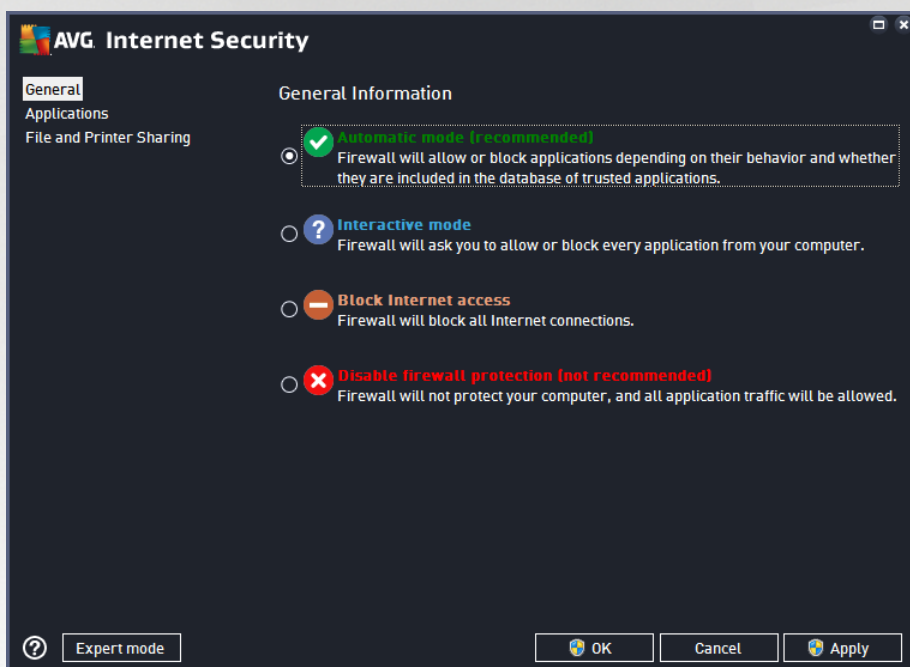 AVG Internet Security
General
Applications
File and Printer Sharing
General Information
Automatic mode (recommended)
Firewall will allow or block applications depending on their behavior and whether
they are included in the database of trusted applications.
Interactive mode
Firewall will ask you to allow or block every application from your computer.
Block Internet access
Firewall will block all Internet connections.
Disable firewall protection (not recommended)
Firewall will not protect your computer, and all application traffic will be allowed.
Expert mode
OK
Cancel
Apply